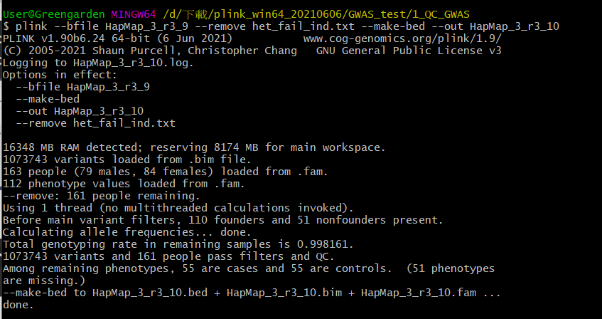 User@Greengarden MINGW64 /d/下載/plink_win64_20210606/GWAS_test/1_QC_GWAS
$ plink --bfile HapMap_3_r3_9 --remove het_fail_ind.txt --make-bed --out HapMap_3_r3_10
PLINK v1.90b6.24 64-bit (6 Jun 2021)           www.cog-genomics.org/plink/1.9/
(C) 2005-2021 Shaun Purcell, Christopher Chang   GNU General Public License v3
Logging to HapMap_3_r3_10.log.
Options in effect:
  --bfile HapMap_3_r3_9
  --make-bed
  --out HapMap_3_r3_10
  --remove het_fail_ind.txt

16348 MB RAM detected; reserving 8174 MB for main workspace.
1073743 variants loaded from .bim file.
163 people (79 males, 84 females) loaded from .fam.
112 phenotype values loaded from .fam.
--remove: 161 people remaining.
Using 1 thread (no multithreaded calculations invoked).
Before main variant filters, 110 founders and 51 nonfounders present.
Calculating allele frequencies... done.
Total genotyping rate in remaining samples is 0.998161.
1073743 variants and 161 people pass filters and QC.
Among remaining phenotypes, 55 are cases and 55 are controls.  (51 phenotypes
are missing.)
--make-bed to HapMap_3_r3_10.bed + HapMap_3_r3_10.bim + HapMap_3_r3_10.fam ...
done.